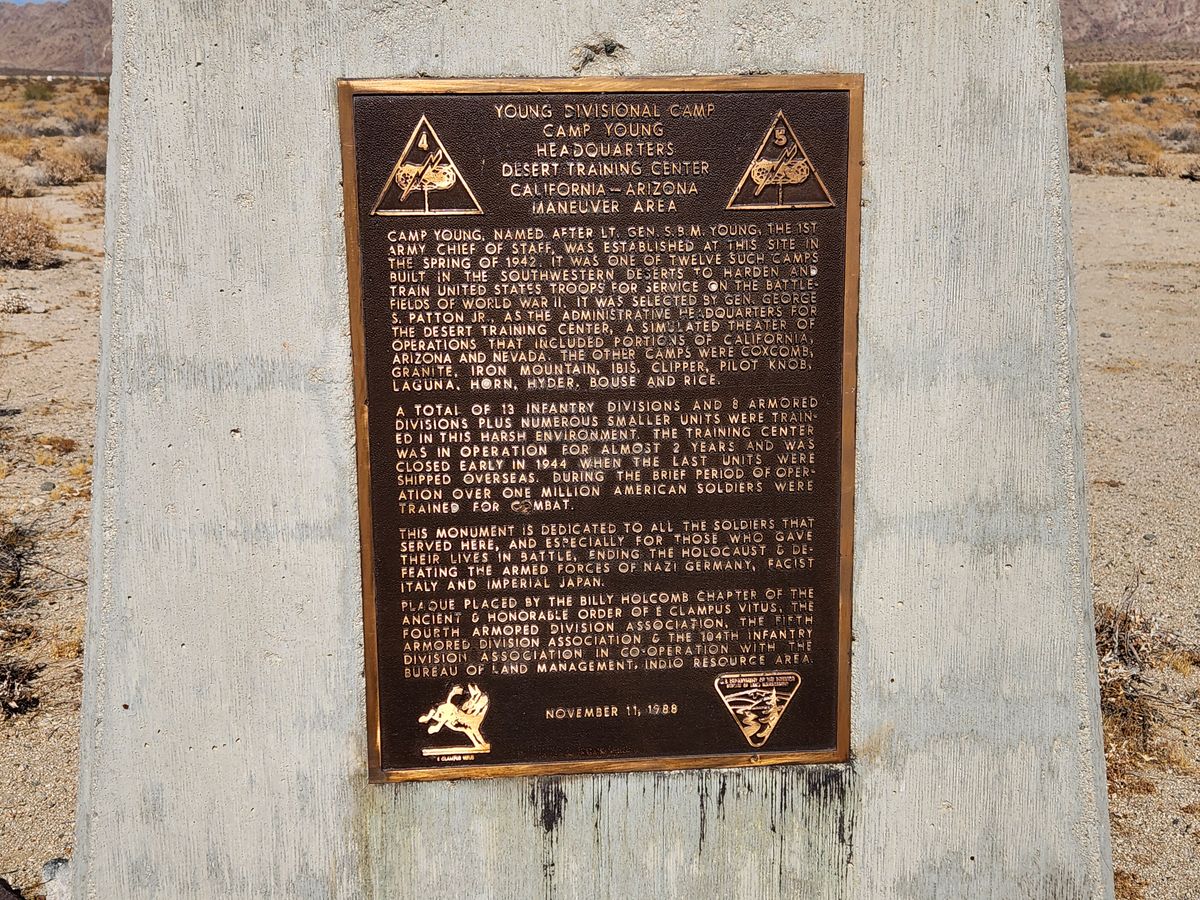 YOUNG DIVISIONAL CAMP
CAMP YOUNG
HEADQUARTERS
DESERT TRAINING CENTER
CALIFORNIA – ARIZONA
MANEUVER AREA
4
5
CAMP YOUNG, NAMED AFTER LT. GEN. S.B.M. YOUNG, THE 1ST
ARMY CHIEF OF STAFF, WAS ESTABLISHED AT THIS SITE IN
THE SPRING OF 1942. IT WAS ONE OF TWELVE SUCH CAMPS
BUILT IN THE SOUTHWESTERN DESERTS TO HARDEN AND
TRAIN UNITED STATES TROOPS FOR SERVICE ON THE BATTLE-
FIELDS OF WORLD WAR II. IT WAS SELECTED BY GEN. GEORGE
S. PATTON JR., AS THE ADMINISTRATIVE HEADQUARTERS FOR
THE DESERT TRAINING CENTER, A SIMULATED THEATER OF
OPERATIONS THAT INCLUDED PORTIONS OF CALIFORNIA,
ARIZONA AND NEVADA. THE OTHER CAMPS WERE COXCOMB,
GRANITE, IRON MOUNTAIN, IBIS, CLIPPER, PILOT KNOB,
LAGUNA, HORN, HYDER, BOUSE AND RICE.
A TOTAL OF 13 INFANTRY DIVISIONS AND 8 ARMORED
DIVISIONS PLUS NUMEROUS SMALLER UNITS WERE TRAIN-
ED IN THIS HARSH ENVIRONMENT. THE TRAINING CENTER
WAS IN OPERATION FOR ALMOST 2 YEARS AND WAS
CLOSED EARLY IN 1944 WHEN THE LAST UNITS WERE
SHIPPED OVERSEAS. DURING THE BRIEF PERIOD OF OPER-
ATION OVER ONE MILLION AMERICAN SOLDIERS WERE
TRAINED FOR COMBAT.
THIS MONUMENT IS DEDICATED TO ALL THE SOLDIERS THAT
SERVED HERE, AND ESPECIALLY FOR THOSE WHO GAVE
THEIR LIVES IN BATTLE, ENDING THE HOLOCAUST & DE-
FEATING THE ARMED FORCES OF NAZI GERMANY, FACIST
ITALY AND IMPERIAL JAPAN.
PLAQUE PLACED BY THE BILLY HOLCOMB CHAPTER OF THE
ANCIENT & HONORABLE ORDER OF E CLAMPUS VITUS, THE
FOURTH ARMORED DIVISION ASSOCIATION, THE FIFTH
ARMORED DIVISION ASSOCIATION & THE 104TH INFANTRY
DIVISION ASSOCIATION IN CO-OPERATION WITH THE
BUREAU OF LAND MANAGEMENT, INDIO RESOURCE AREA.
NOVEMBER 11, 1988
E CLAMPUS VITUS
U.S. DEPARTMENT OF THE INTERIOR
BUREAU OF LAND MANAGEMENT